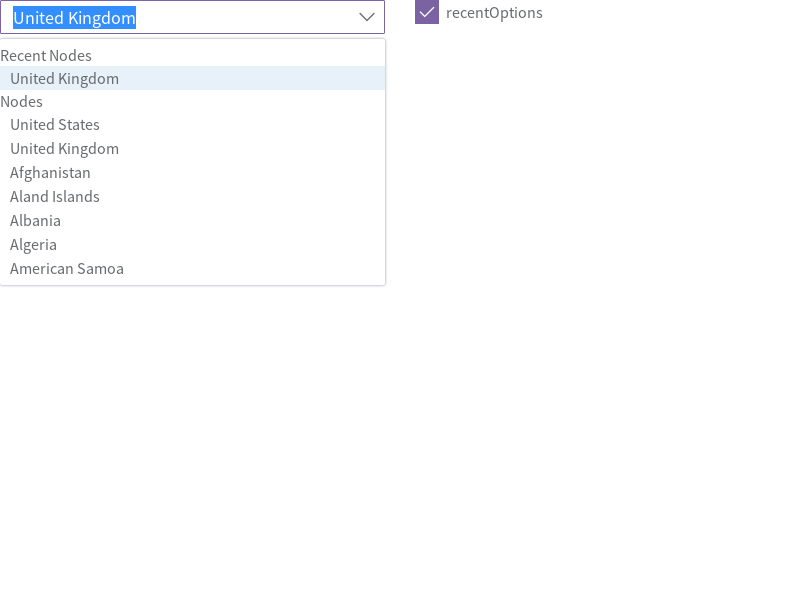 United Kingdom
recentOptions
Recent Nodes
United Kingdom
Nodes
United States
United Kingdom
Afghanistan
Aland Islands
Albania
Algeria
American Samoa